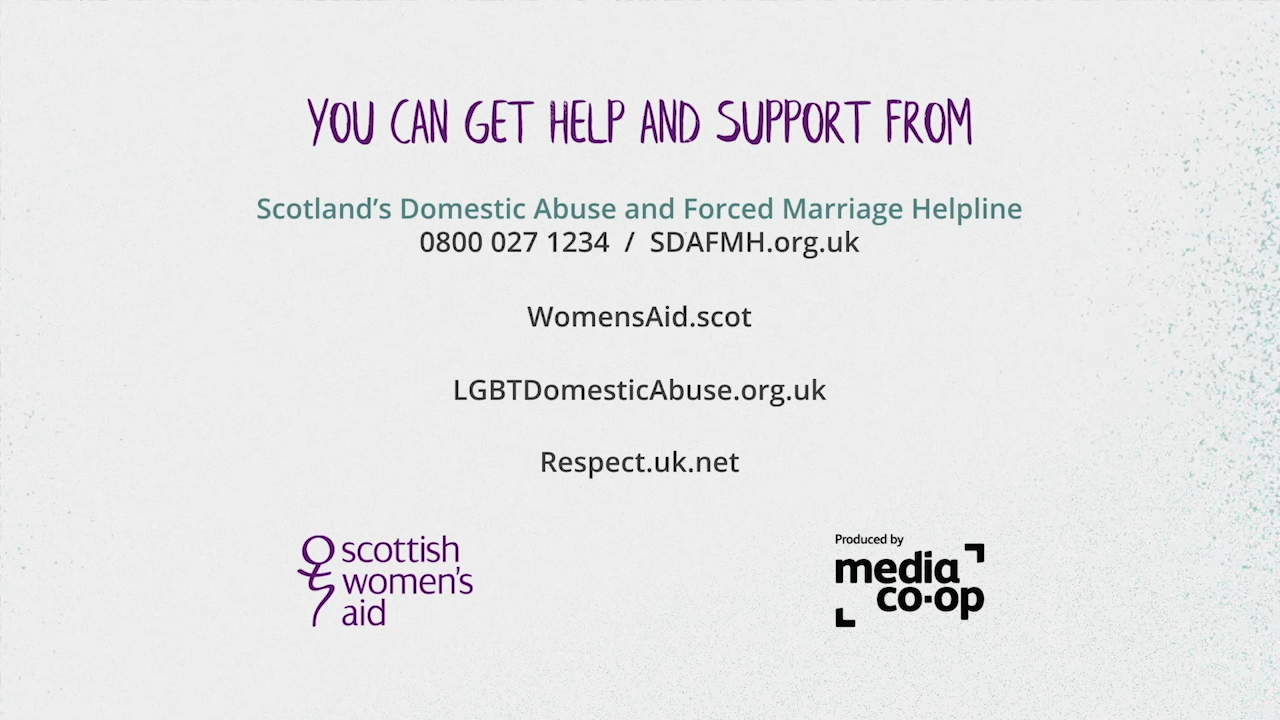 YOU CAN GET HELP AND SUPPORT FROM
Scotland’s Domestic Abuse and Forced Marriage Helpline
0800 027 1234 / SDAFMH.org.uk
WomensAid.scot
LGBTDomesticAbuse.org.uk
Respect.uk.net
scottish
women's
aid
Produced by
media
co-op